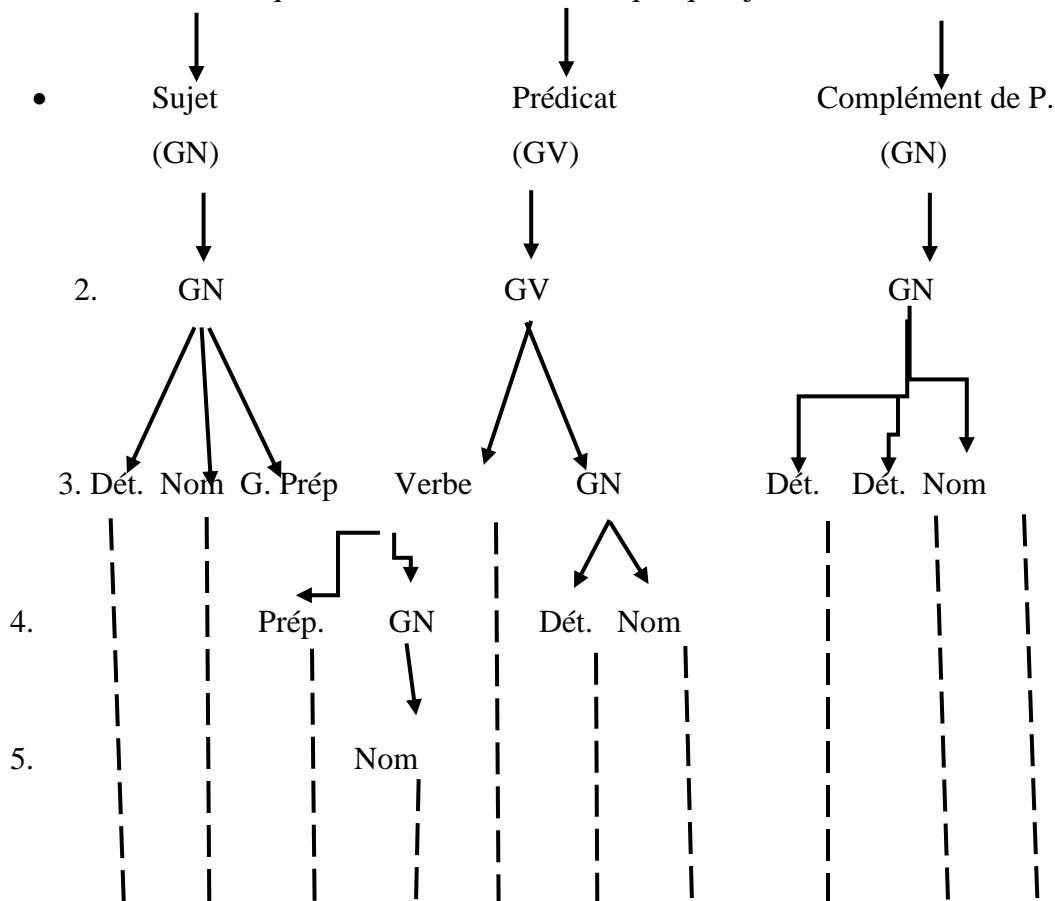 • Sujet Prédicat Complément de P.
(GN) (GV) (GN)
2. GN GV GN
3. Dét. Nom G. Prép Verbe GN Dét. Dét. Nom
4. Prép. GN Dét. Nom
5. Nom